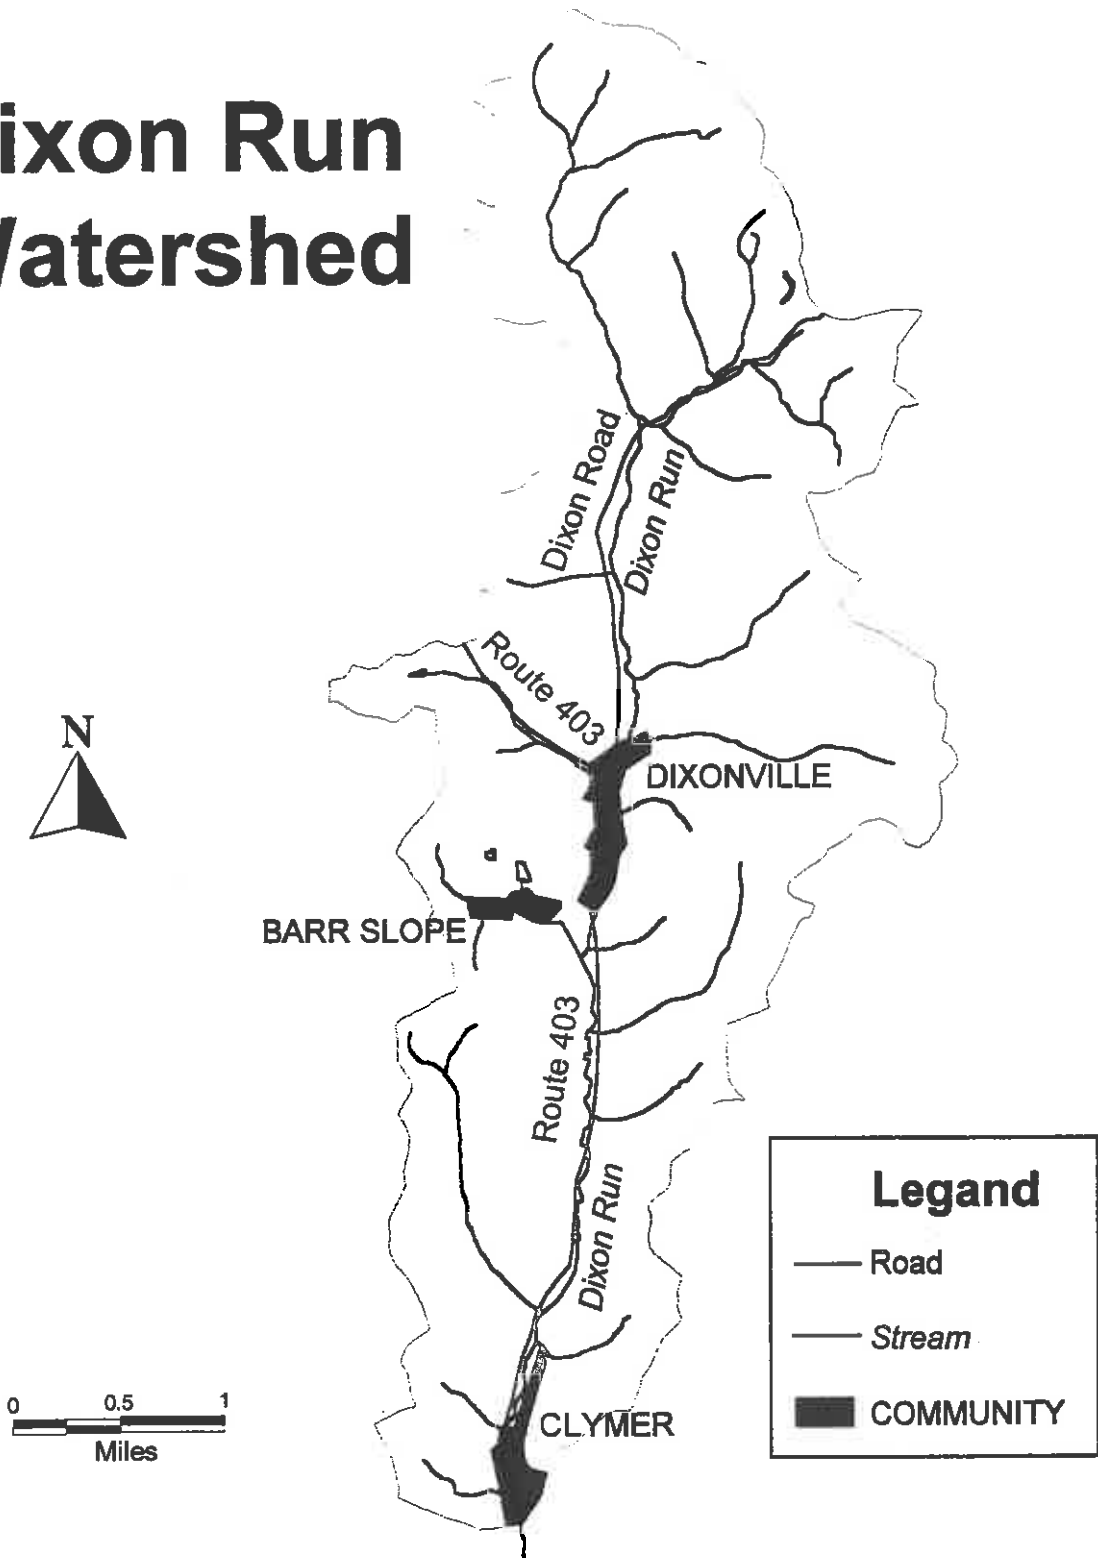 ixon Run
Watershed
Dixon Road
Dixon Run
Route 403
N
DIXONVILLE
BARR SLOPE
Route 403
Dixon Run
Legand
Road
Stream
COMMUNITY
0 0.5 1
Miles
CLYMER